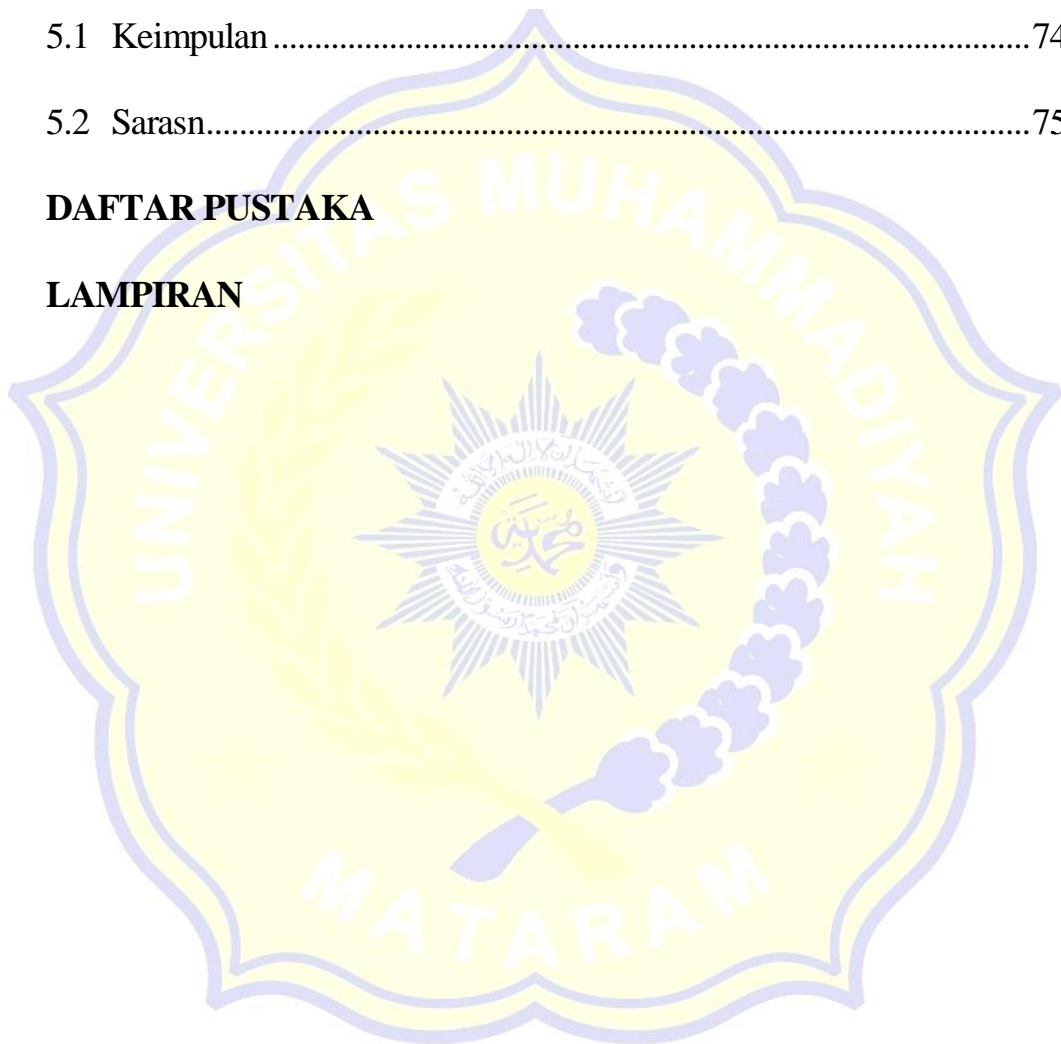 5.1 Keimpulan ........................................................................................... 74
5.2 Sarasn.................................................................................................... 75
DAFTAR PUSTAKA
LAMPIRAN
UNIVERSITAS MUHAMMADIYAH
MATARAM